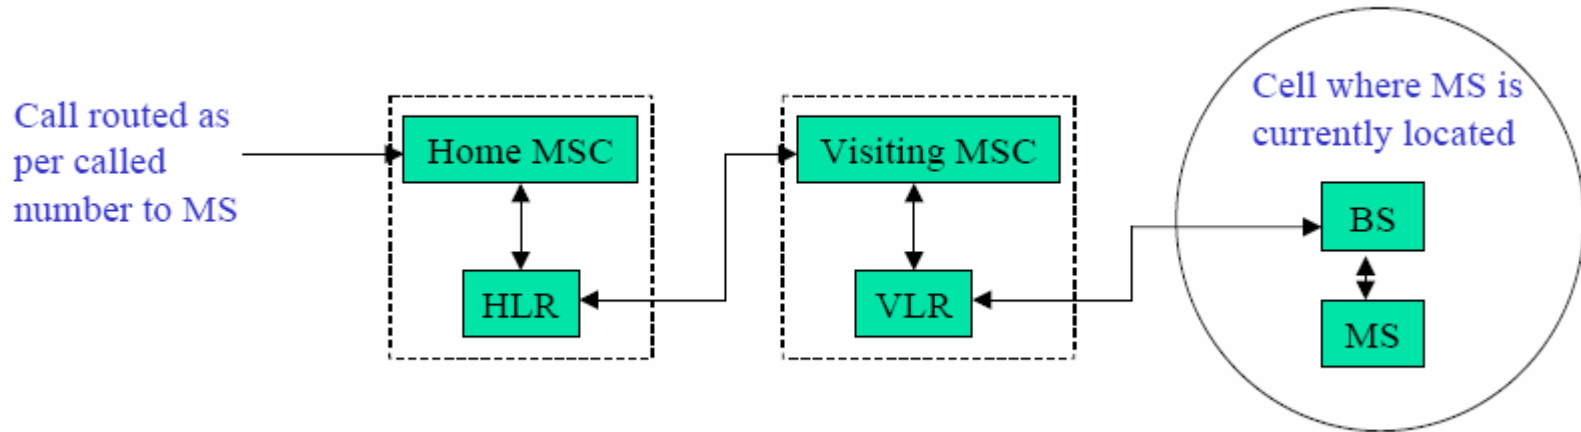 Call routed as
per called
number to MS
Home MSC
HLR
Visiting MSC
VLR
Cell where MS is
currently located
BS
MS